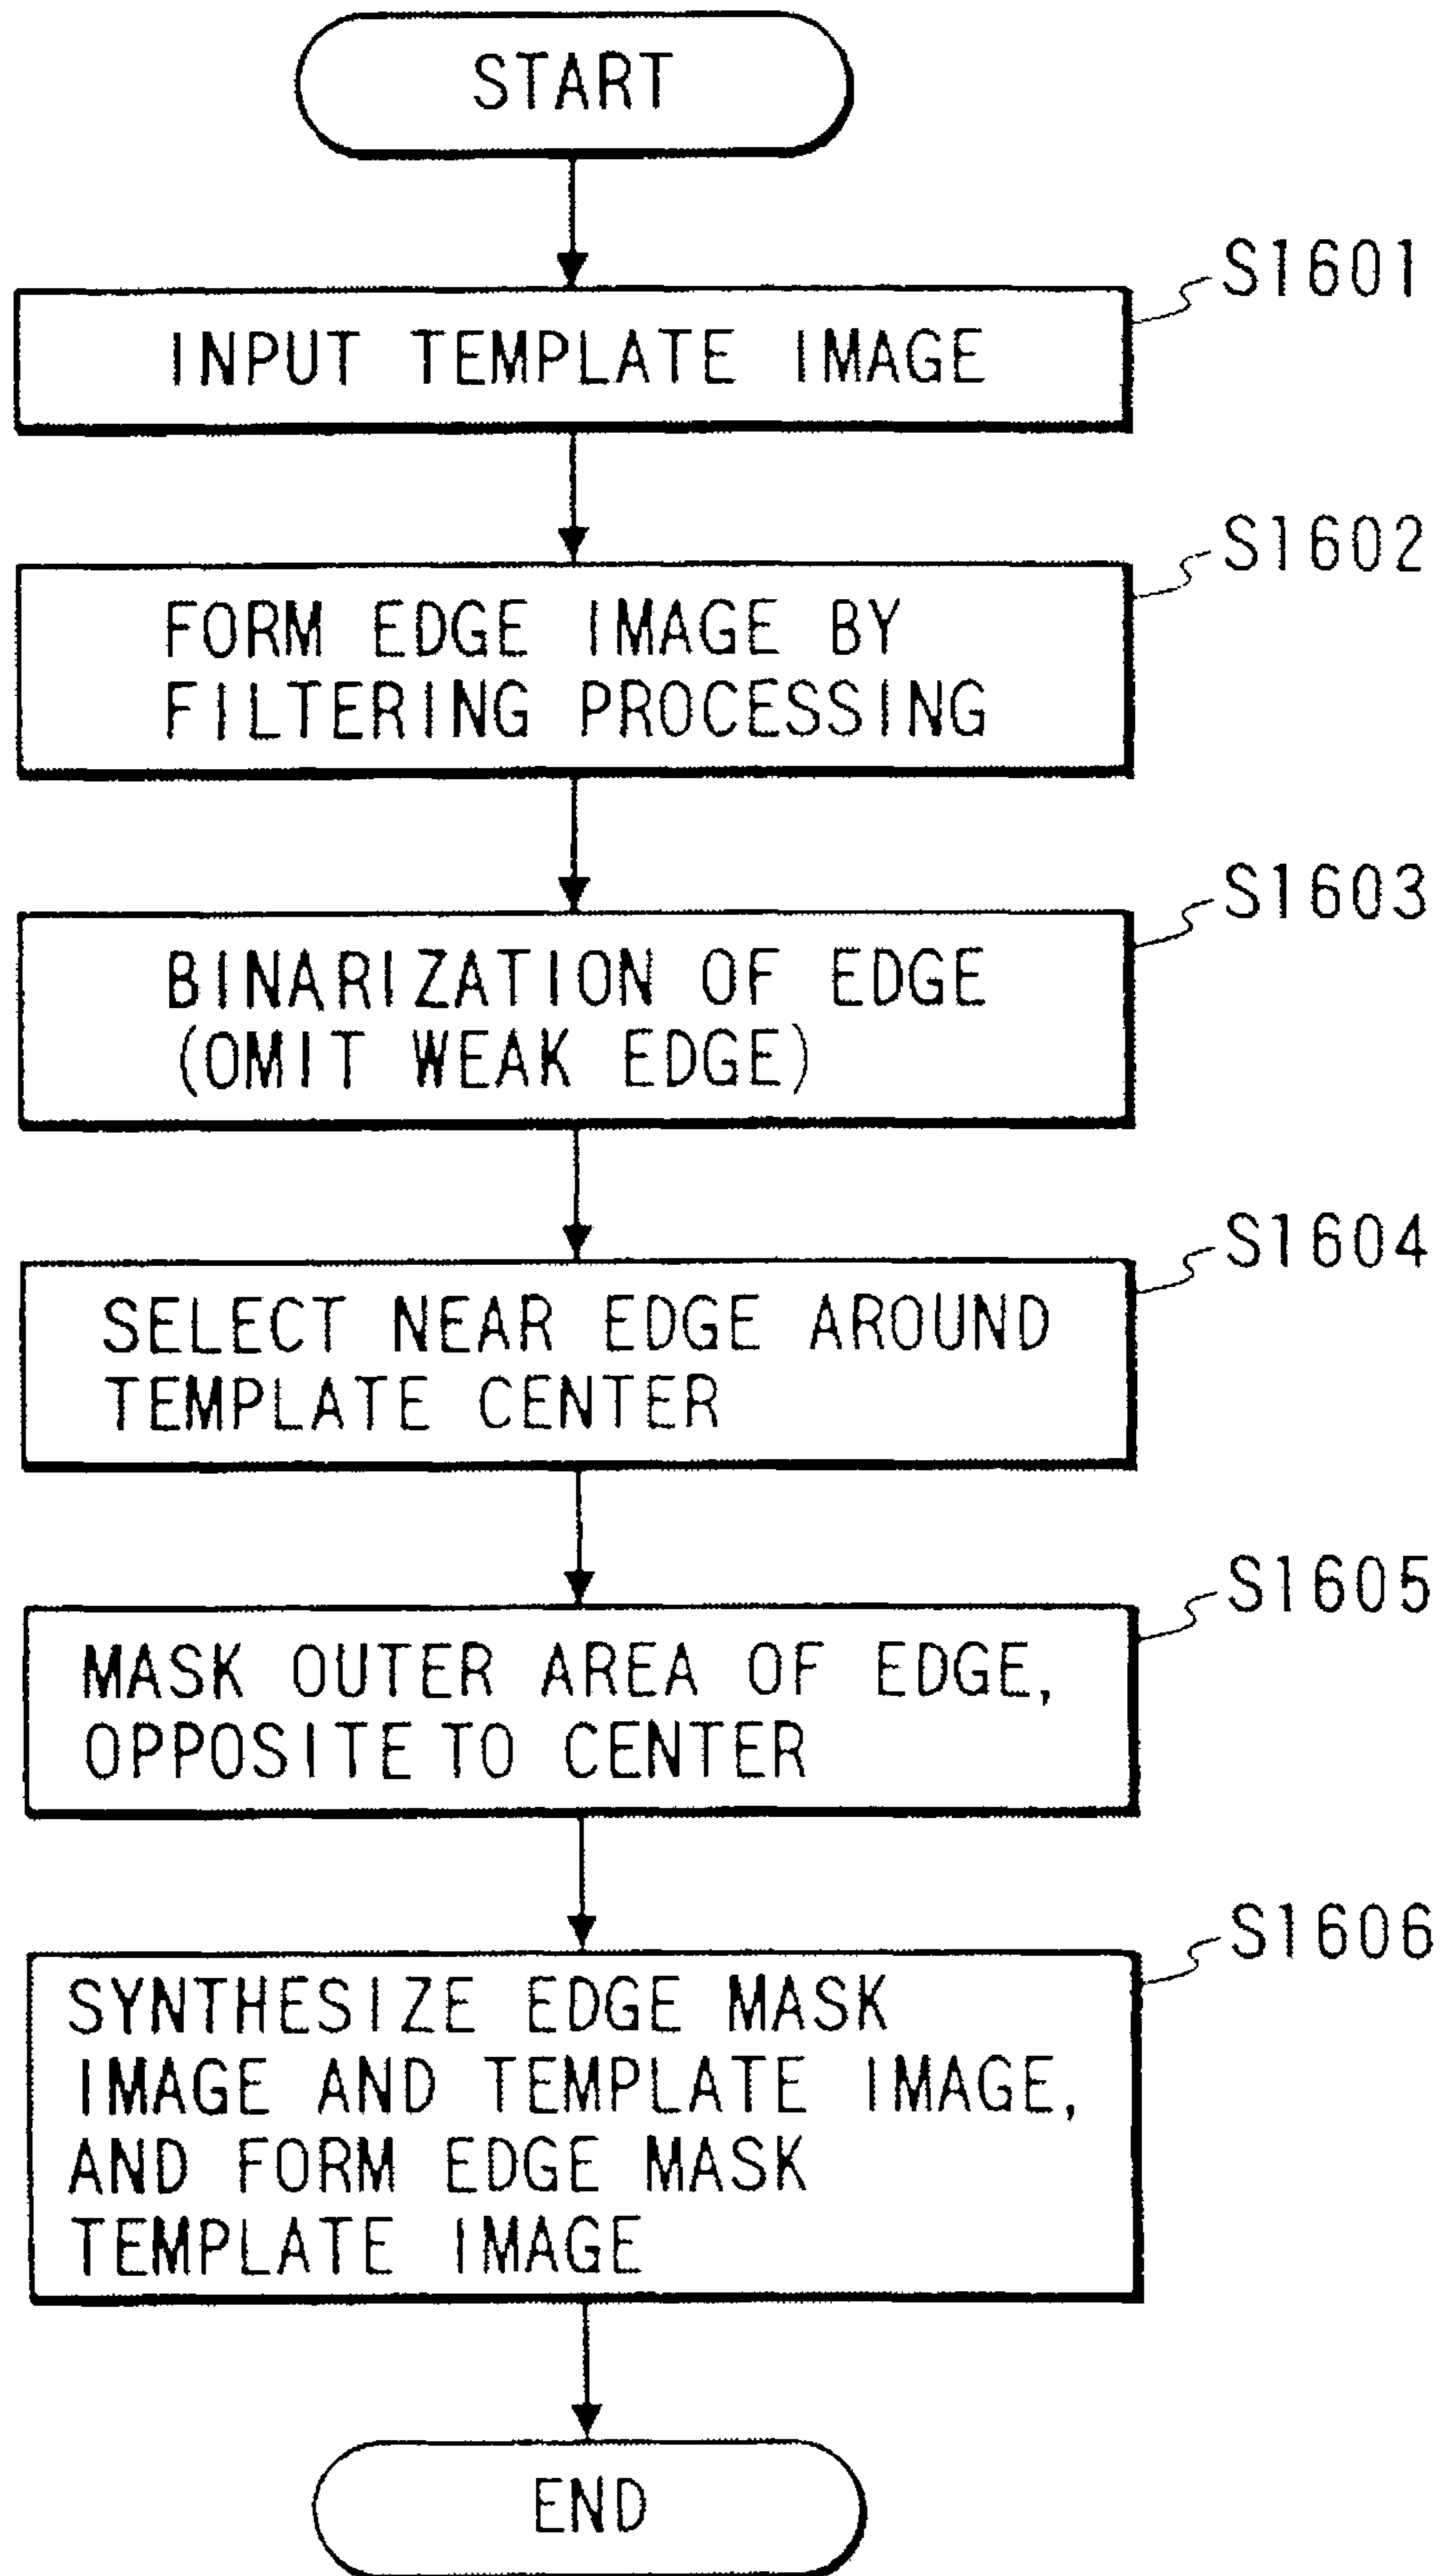 START
S1601
INPUT TEMPLATE IMAGE
S1602
FORM EDGE IMAGE BY
FILTERING PROCESSING
S1603
BINARIZATION OF EDGE
(OMIT WEAK EDGE)
S1604
SELECT NEAR EDGE AROUND
TEMPLATE CENTER
S1605
MASK OUTER AREA OF EDGE,
OPPOSITE TO CENTER
S1606
SYNTHESIZE EDGE MASK
IMAGE AND TEMPLATE IMAGE,
AND FORM EDGE MASK
TEMPLATE IMAGE
END